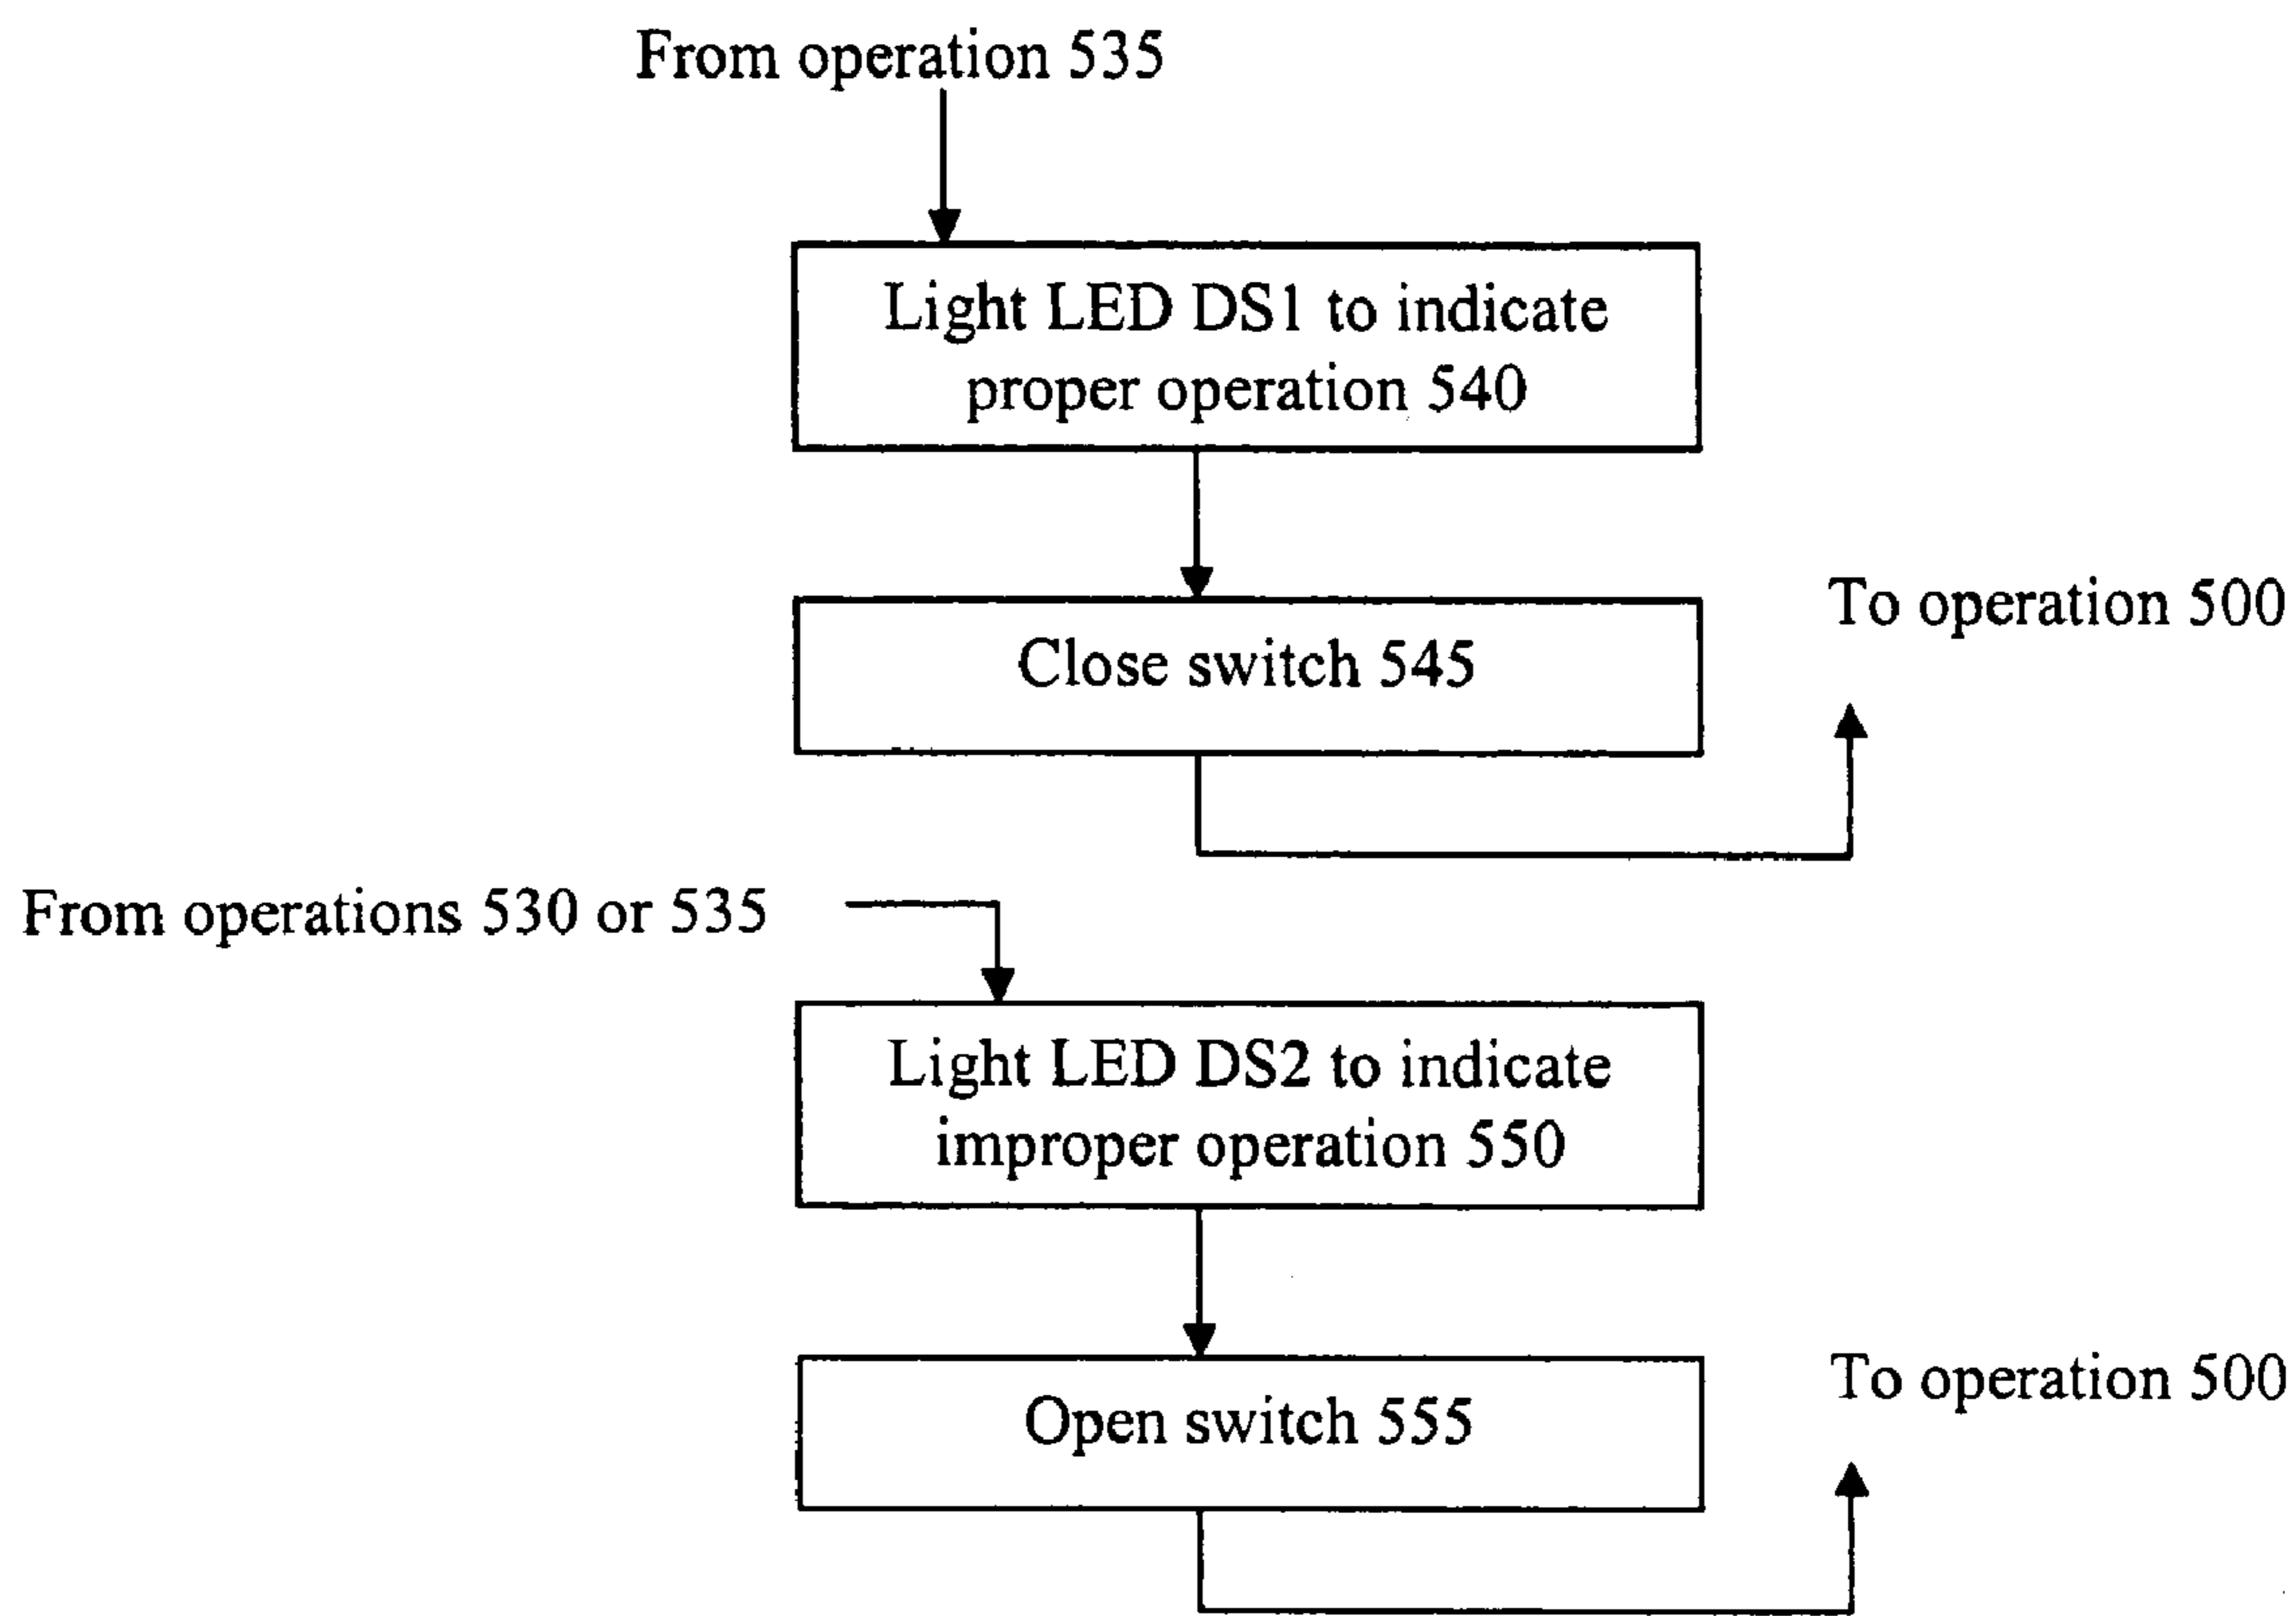 From operation 535
Light LED DS1 to indicate
proper operation 540
To operation 500
Close switch 545
From operations 530 or 535
Light LED DS2 to indicate
improper operation 550
To operation 500
Open switch 555